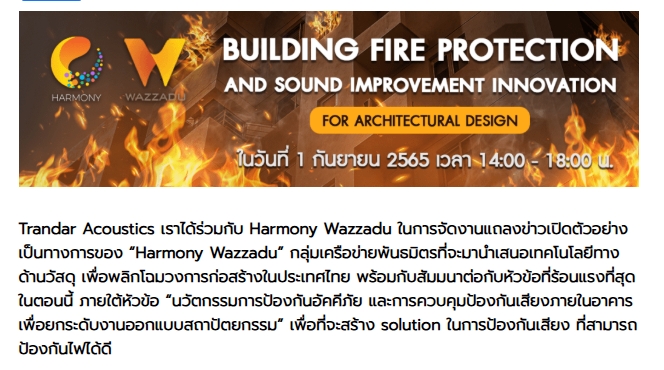 BUILDING FIRE PROTECTION
AND SOUND IMPROVEMENT INNOVATION
HARMONY
WAZZADU
FOR ARCHITECTURAL DESIGN
ในวันที่ 1 กันยายน 2565 เวลา 14:00 - 18:00 น.
Trandar Acoustics เราได้ร่วมกับ Harmony Wazzadu ในการจัดงานแถลงข่าวเปิดตัวอย่าง
เป็นทางการของ “Harmony Wazzadu” กลุ่มเครือข่ายพันธมิตรที่จะมานำเสนอเทคโนโลยีทาง
ด้านวัสดุ เพื่อพลิกโฉมวงการก่อสร้างในประเทศไทย พร้อมกับสัมมนาต่อกับหัวข้อที่ร้อนแรงที่สุด
ในตอนนี้ ภายใต้หัวข้อ “นวัตกรรมการป้องกันอัคคีภัย และการควบคุมป้องกันเสียงภายในอาคาร
เพื่อยกระดับงานออกแบบสถาปัตยกรรม” เพื่อที่จะสร้าง solution ในการป้องกันเสียง ที่สามารถ
ป้องกันไฟได้ดี